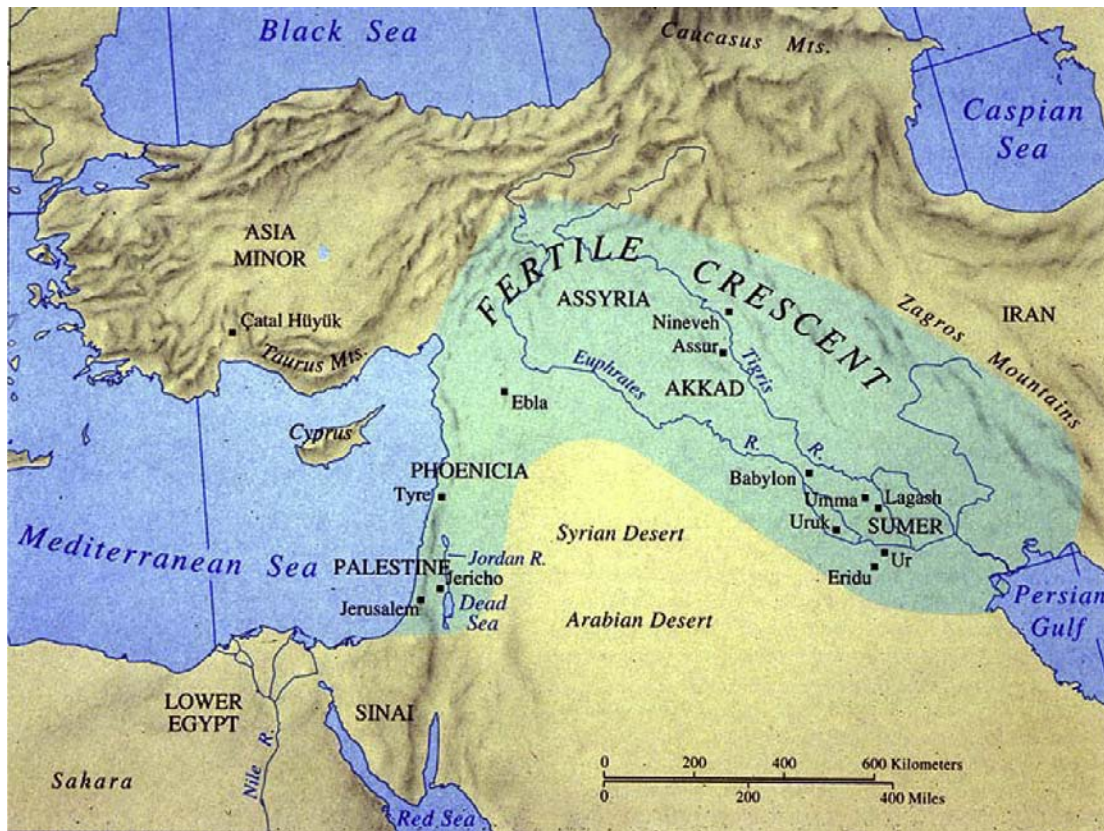 Black Sea
Caucasus Mts.
Caspian
Sea
ASIA
MINOR
FERTILE CRESCENT
ASSYRIA
Nineveh
Assur
Zagros Mountains
IRAN
Çatal Hüyük
Taurus Mts.
Euphrates R.
Tigris R.
AKKAD
Ebla
Cyprus
PHOENICIA
Tyre
Babylon
Umma
Lagash
Uruk
SUMER
Ur
Eridu
Mediterranean Sea
Syrian Desert
PALESTINE
Jordan R.
Jericho
Jerusalem
Dead
Sea
Arabian Desert
Persian
Gulf
LOWER
EGYPT
SINAI
Nile R.
Sahara
Red Sea
0 200 400 600 Kilometers
0 200 400 Miles